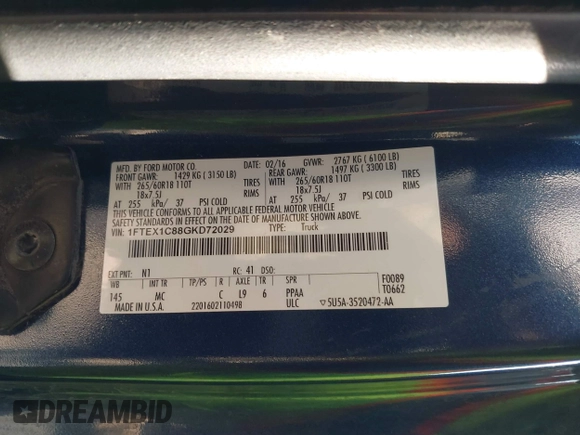 MFD. BY FORD MOTOR CO.
02/16 GVWR: 2767 KG ( 6100 LB)
FRONT GAWR: 1429 KG ( 3150 LB)
REAR GAWR: 1497 KG ( 3300 LB)
WITH 265/60R18 110T TIRES
WITH 265/60R18 110T TIRES
18x7.5J RIMS
18x7.5J RIMS
AT 255 kPa/ 37 PSI COLD
AT 255 kPa/ 37 PSI COLD
THIS VEHICLE CONFORMS TO ALL APPLICABLE FEDERAL MOTOR VEHICLE
SAFETY STANDARDS IN EFFECT ON THE DATE OF MANUFACTURE SHOWN ABOVE.
VIN: 1FTEX1C88GKD72029
TYPE: Truck
EXT PNT: N1 RC: 41 DSO:
WB INT TR TP/PS R AXLE TR SPR
145 MC C L9 6 PPAA
MADE IN U.S.A. 2201602110498 ULC
F0089
T0662
5U5A-3520472-AA
DREAMBID